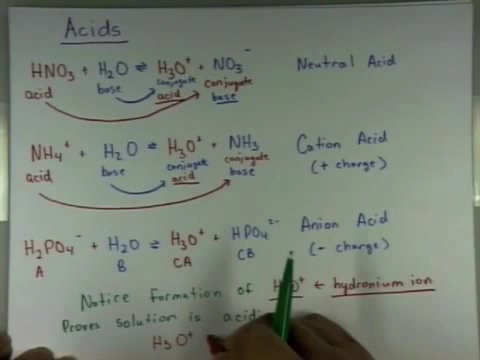 Acids
HNO₃ + H₂O ⇌ H₃O⁺ + NO₃⁻ Neutral Acid
acid base conjugate acid conjugate base
NH₄⁺ + H₂O ⇌ H₃O⁺ + NH₃ Cation Acid
acid base conjugate acid conjugate base (+ charge)
H₂PO₄⁻ + H₂O ⇌ H₃O⁺ + HPO₄²⁻ Anion Acid
A B CA CB (- charge)
Notice formation of ← hydronium ion
Proves solution is
H₃O⁺